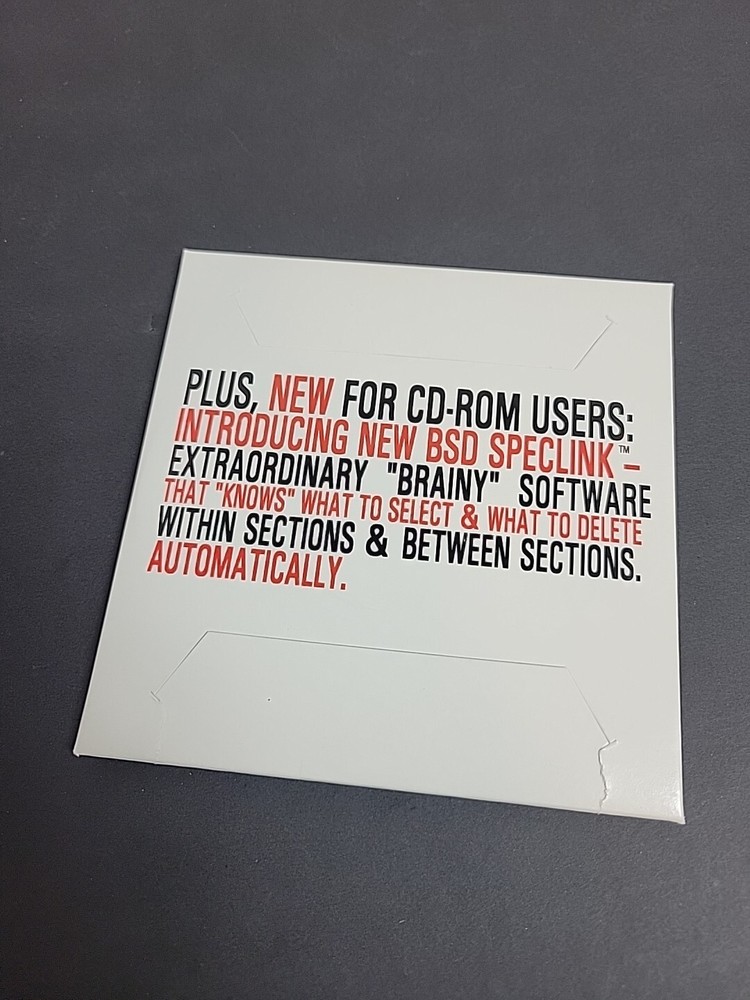 PLUS, NEW FOR CD-ROM USERS:
INTRODUCING NEW BSD SPECLINK™ –
EXTRAORDINARY "BRAINY" SOFTWARE
THAT "KNOWS" WHAT TO SELECT & WHAT TO DELETE
WITHIN SECTIONS & BETWEEN SECTIONS.
AUTOMATICALLY.